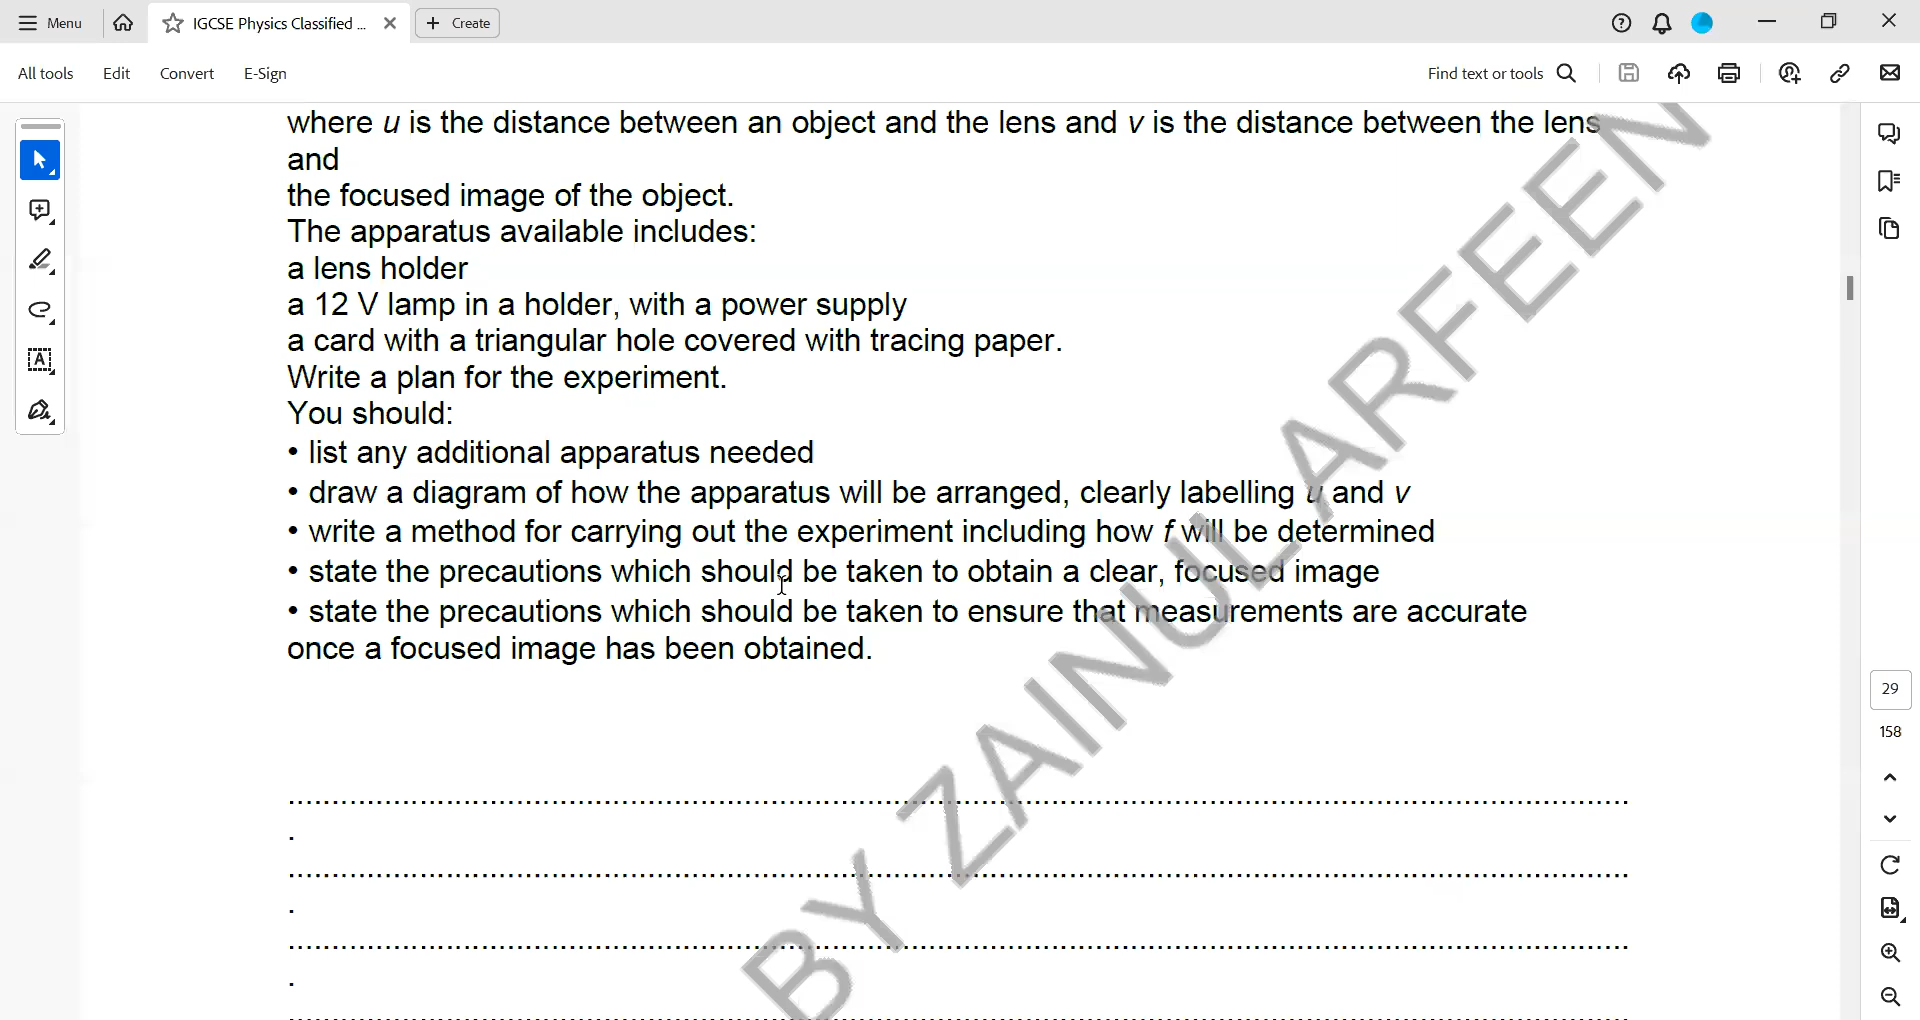 Menu
IGCSE Physics Classified ...
Create
All tools
Edit
Convert
E-Sign
Find text or tools
where u is the distance between an object and the lens and v is the distance between the lens
and
the focused image of the object.
The apparatus available includes:
a lens holder
a 12 V lamp in a holder, with a power supply
a card with a triangular hole covered with tracing paper.
Write a plan for the experiment.
You should:
• list any additional apparatus needed
• draw a diagram of how the apparatus will be arranged, clearly labelling u and v
• write a method for carrying out the experiment including how f will be determined
• state the precautions which should be taken to obtain a clear, focused image
• state the precautions which should be taken to ensure that measurements are accurate
once a focused image has been obtained.
BY ZAINUL ARFEEN
29
158